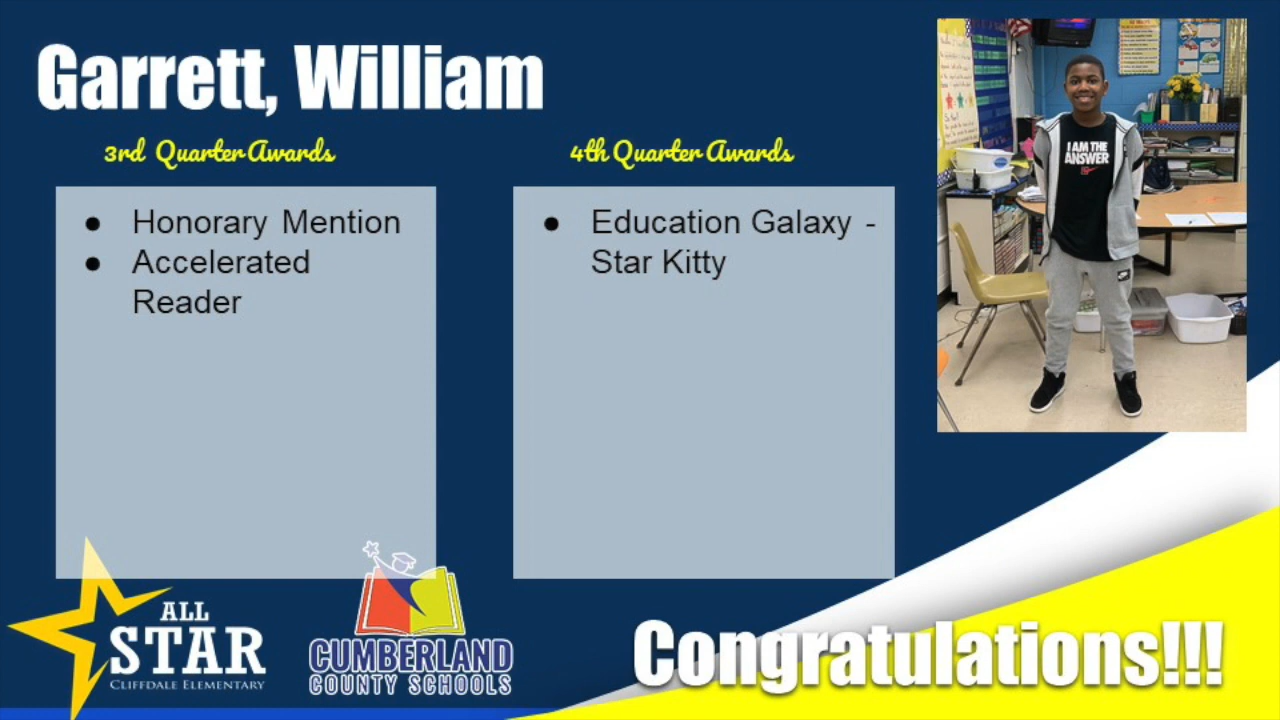 Garrett, William
3rd Quarter Awards
4th Quarter Awards
● Honorary Mention
● Accelerated
Reader
● Education Galaxy -
Star Kitty
I AM THE
ANSWER
ALL
STAR
CLIFFDALE ELEMENTARY
CUMBERLAND
COUNTY SCHOOLS
Congratulations!!!